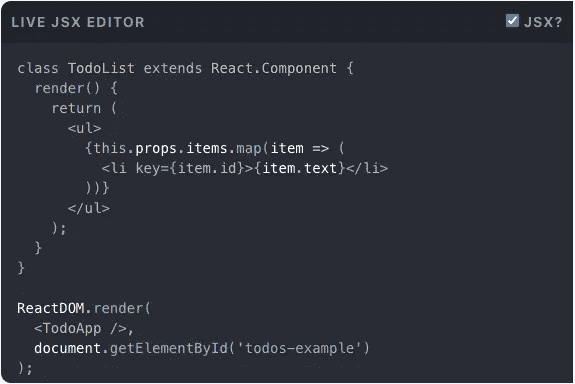 LIVE JSX EDITOR JSX?
class TodoList extends React.Component {
  render() {
    return (
      <ul>
        {this.props.items.map(item => (
          <li key={item.id}>{item.text}</li>
        ))}
      </ul>
    );
  }
}

ReactDOM.render(
  <TodoApp />,
  document.getElementById('todos-example')
);